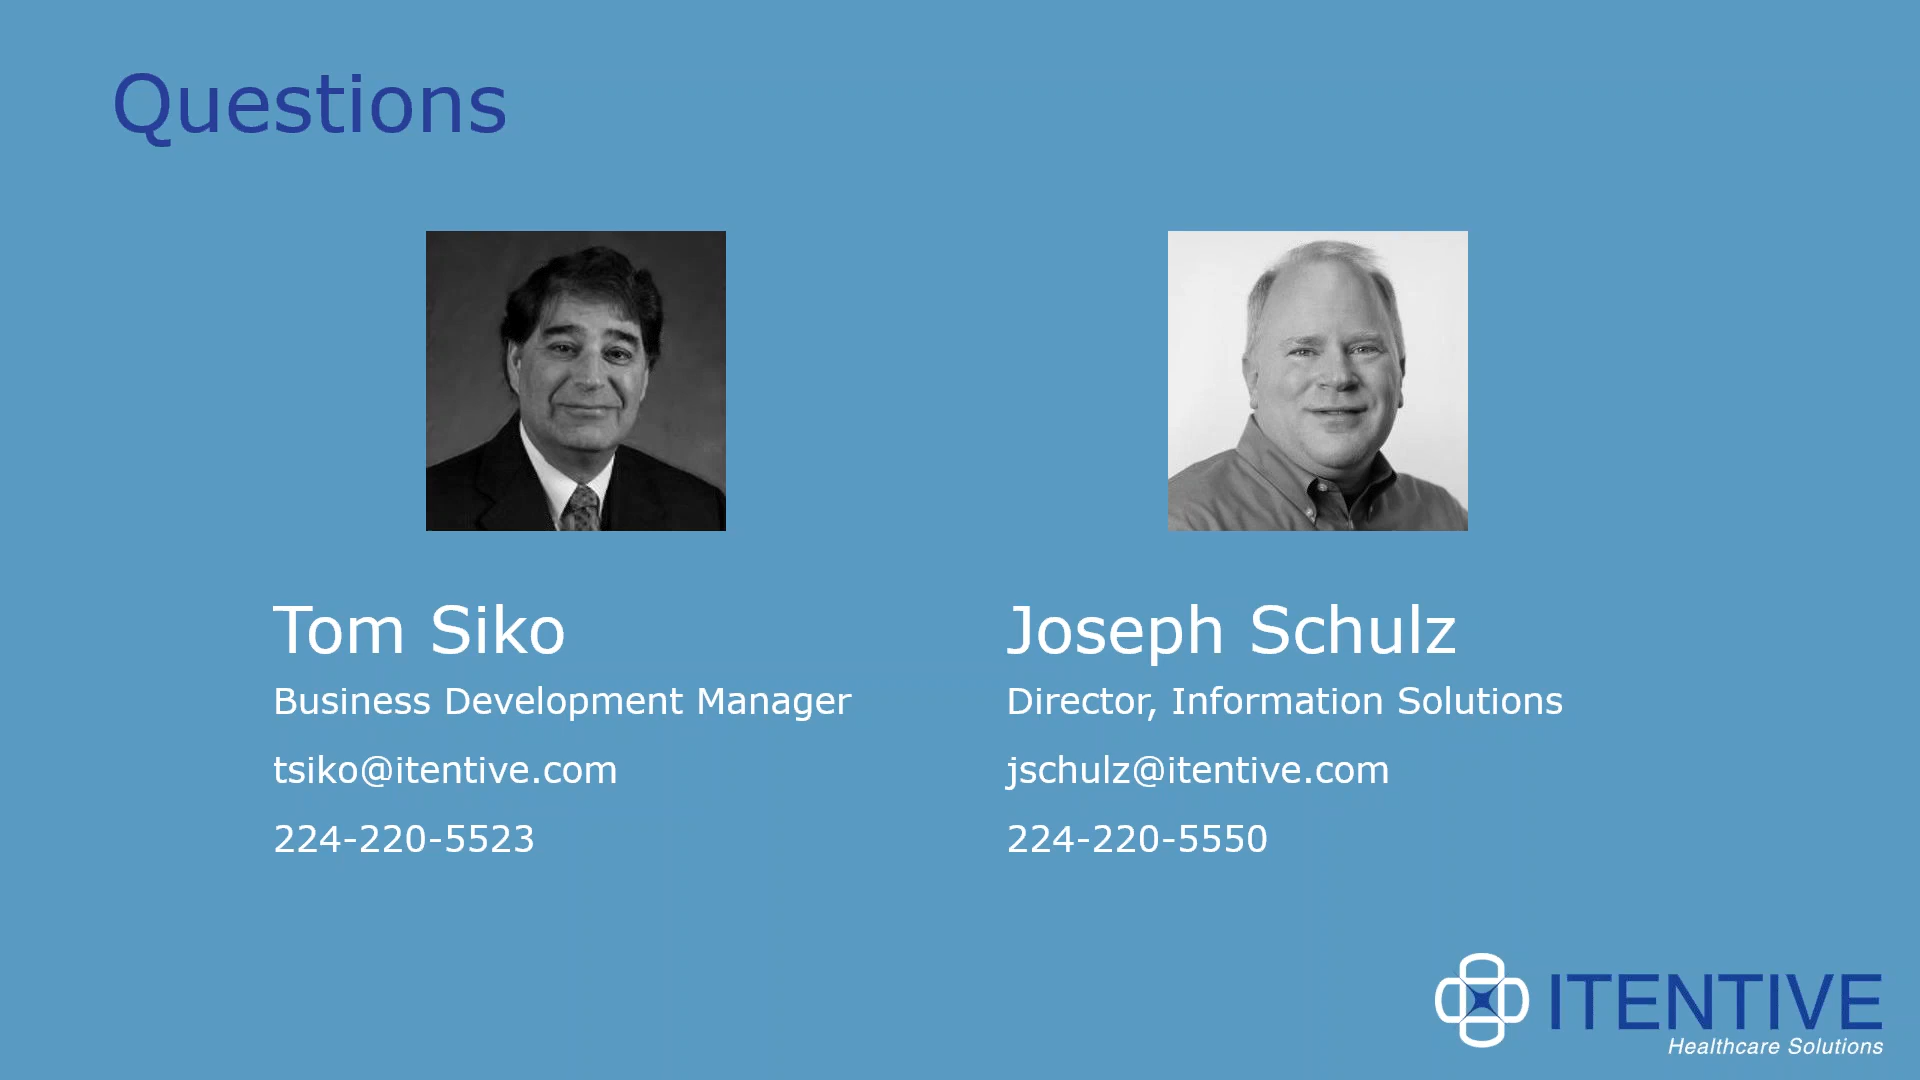 Questions
Tom Siko
Business Development Manager
tsiko@itentive.com
224-220-5523
Joseph Schulz
Director, Information Solutions
jschulz@itentive.com
224-220-5550
ITENTIVE
Healthcare Solutions